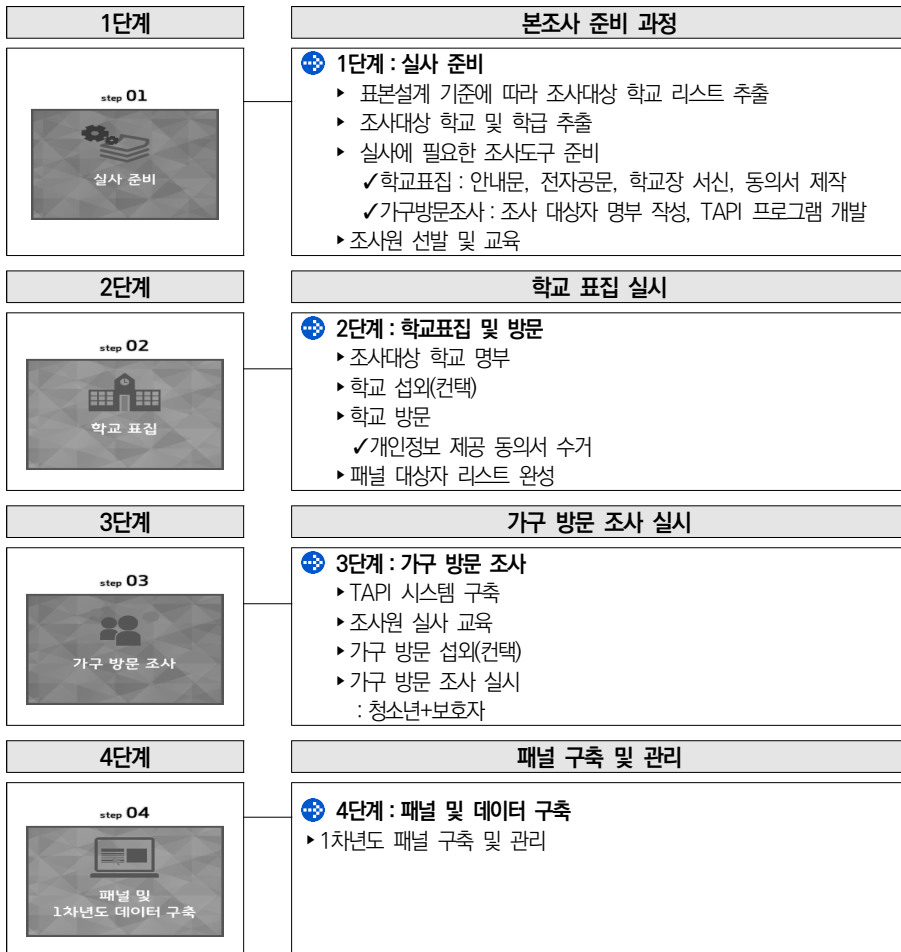 1단계
본조사 준비 과정
step 01
실사 준비
1단계 : 실사 준비
▸ 표본설계 기준에 따라 조사대상 학교 리스트 추출
▸ 조사대상 학교 및 학급 추출
▸ 실사에 필요한 조사도구 준비
✓학교표집 : 안내문, 전자공문, 학교장 서신, 동의서 제작
✓가구방문조사 : 조사 대상자 명부 작성, TAPI 프로그램 개발
▸조사원 선발 및 교육
2단계
학교 표집 실시
step 02
학교 표집
2단계 : 학교표집 및 방문
▸조사대상 학교 명부
▸학교 섭외(컨택)
▸학교 방문
✓개인정보 제공 동의서 수거
▸패널 대상자 리스트 완성
3단계
가구 방문 조사 실시
step 03
가구 방문 조사
3단계 : 가구 방문 조사
▸TAPI 시스템 구축
▸조사원 실사 교육
▸가구 방문 섭외(컨택)
▸가구 방문 조사 실시
: 청소년+보호자
4단계
패널 구축 및 관리
step 04
패널 및
1차년도 데이터 구축
4단계 : 패널 및 데이터 구축
▸1차년도 패널 구축 및 관리